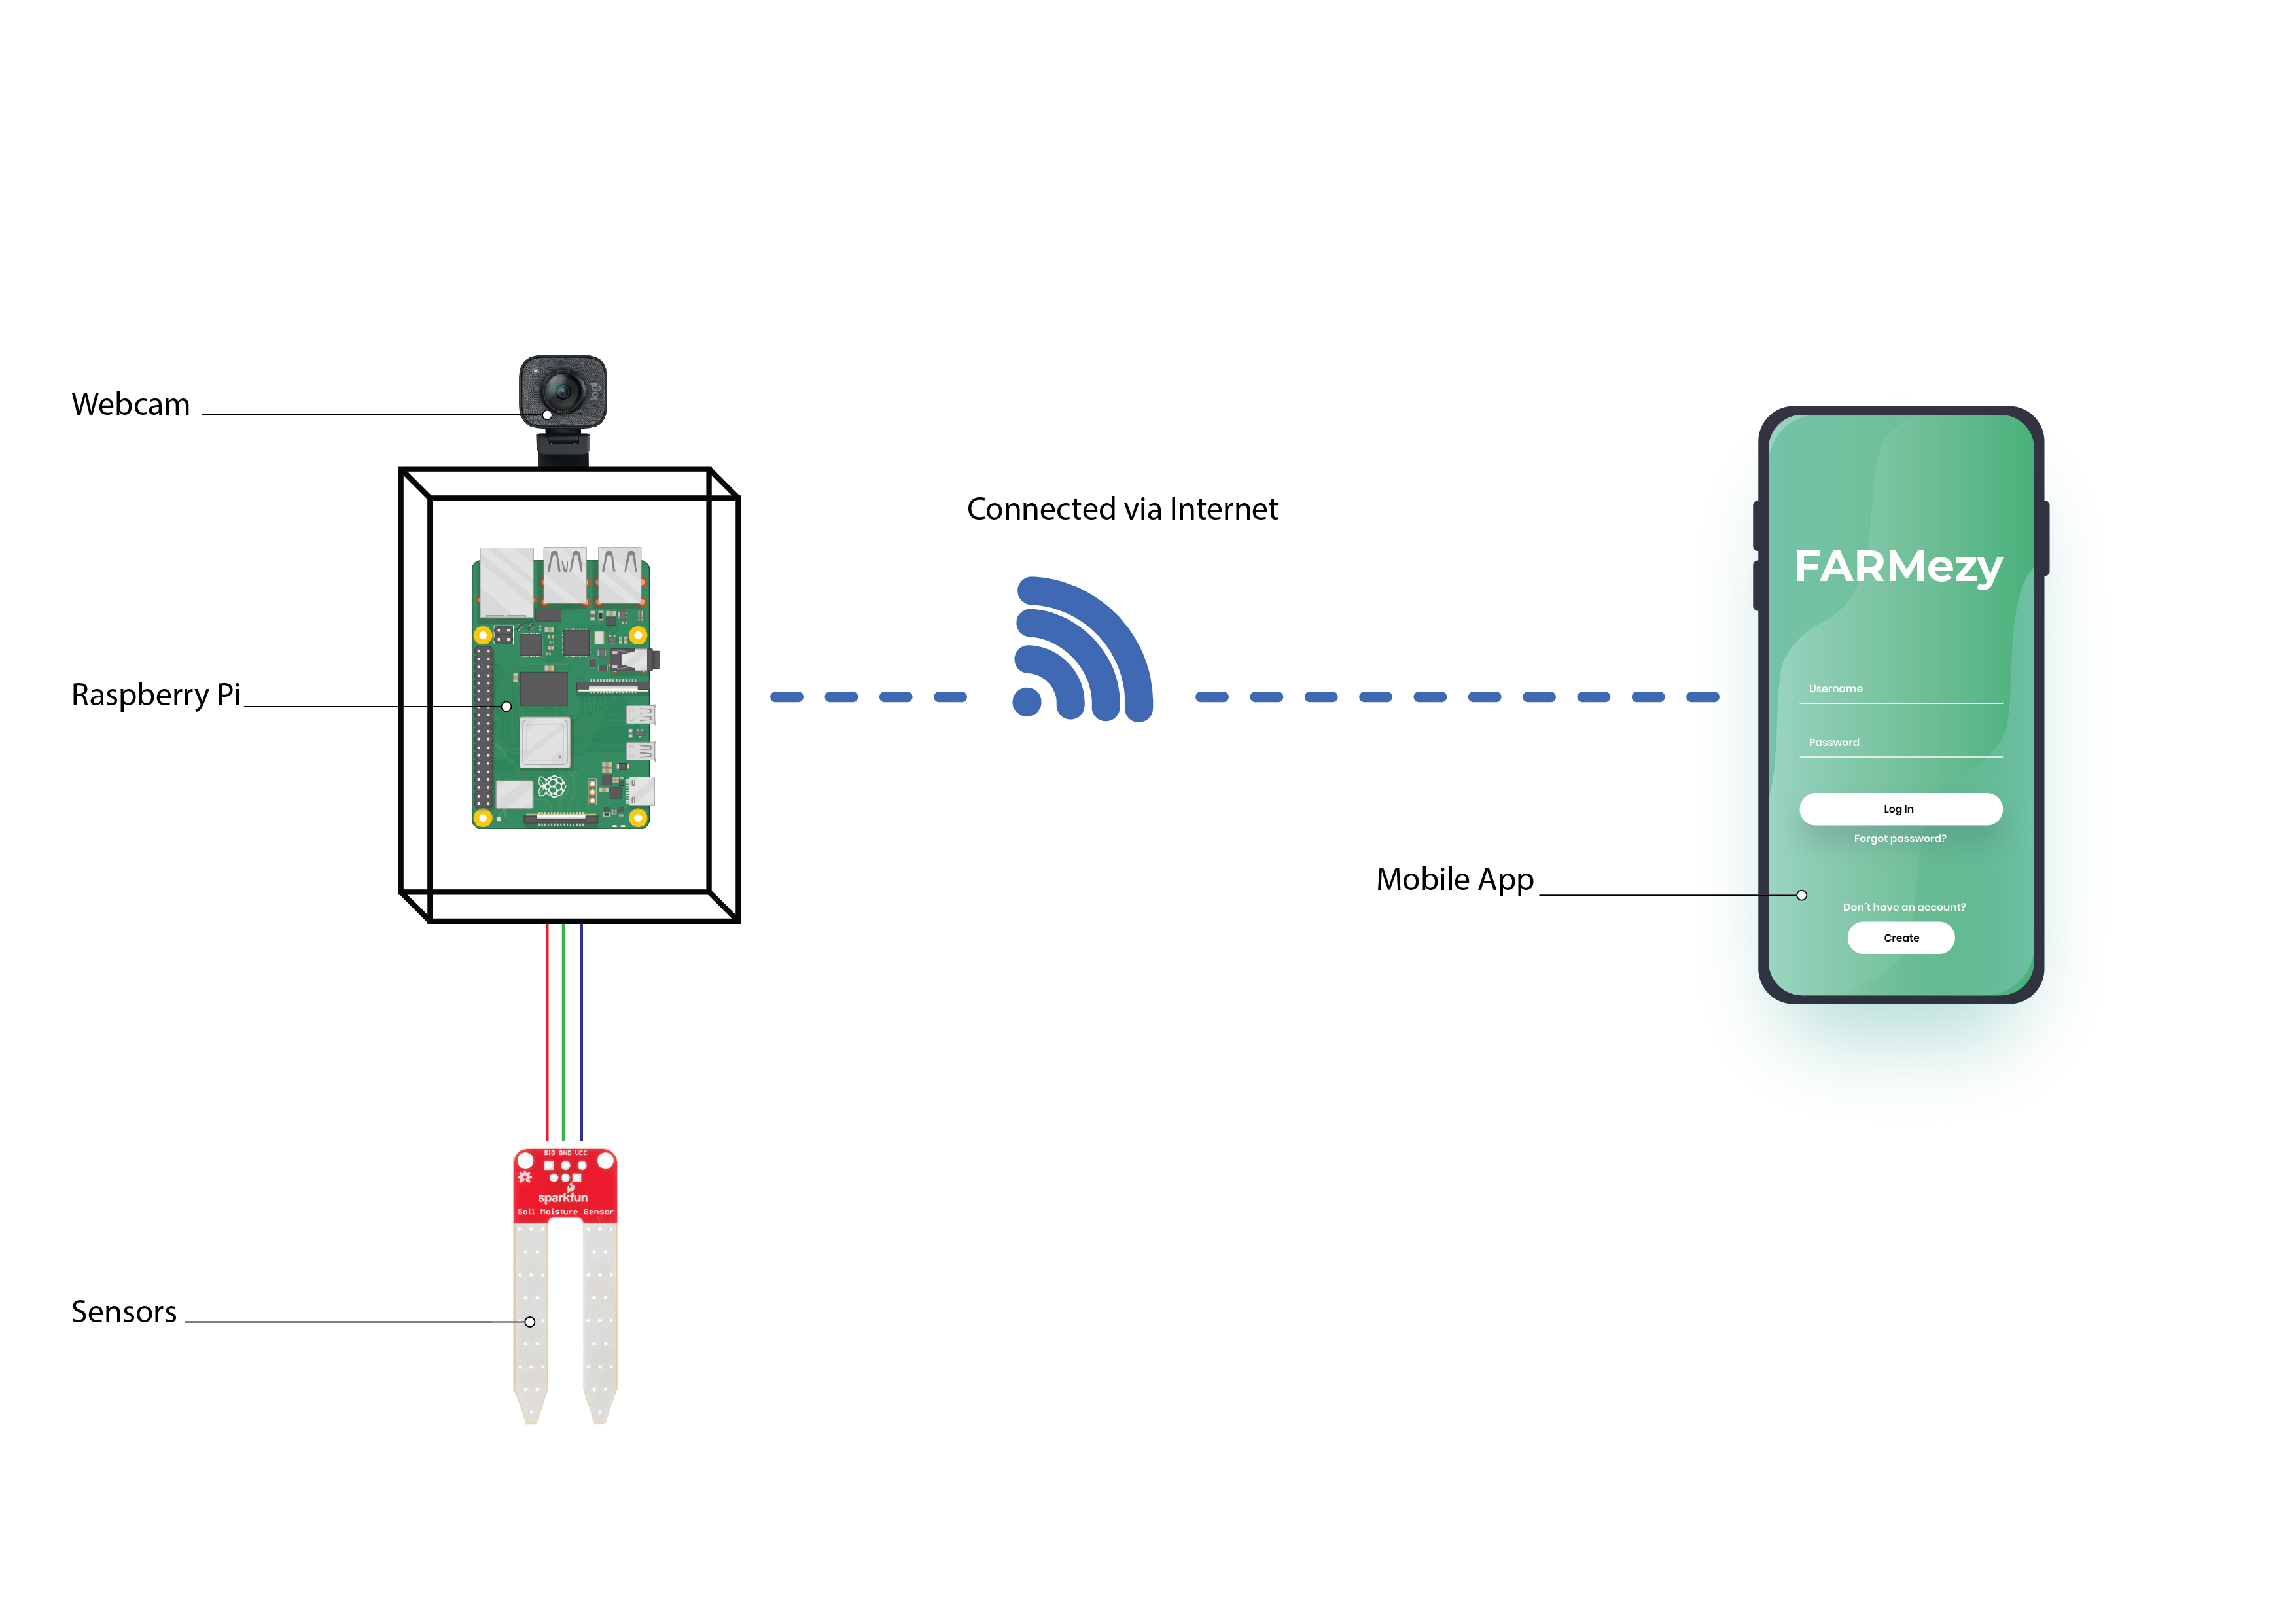 Webcam
logi
Connected via Internet
FARMezy
Raspberry Pi
Username
Password
Log In
Forgot password?
Mobile App
Don't have an account?
Create
SIG GND VCC
sparkfun
Soil Moisture Sensor
Sensors